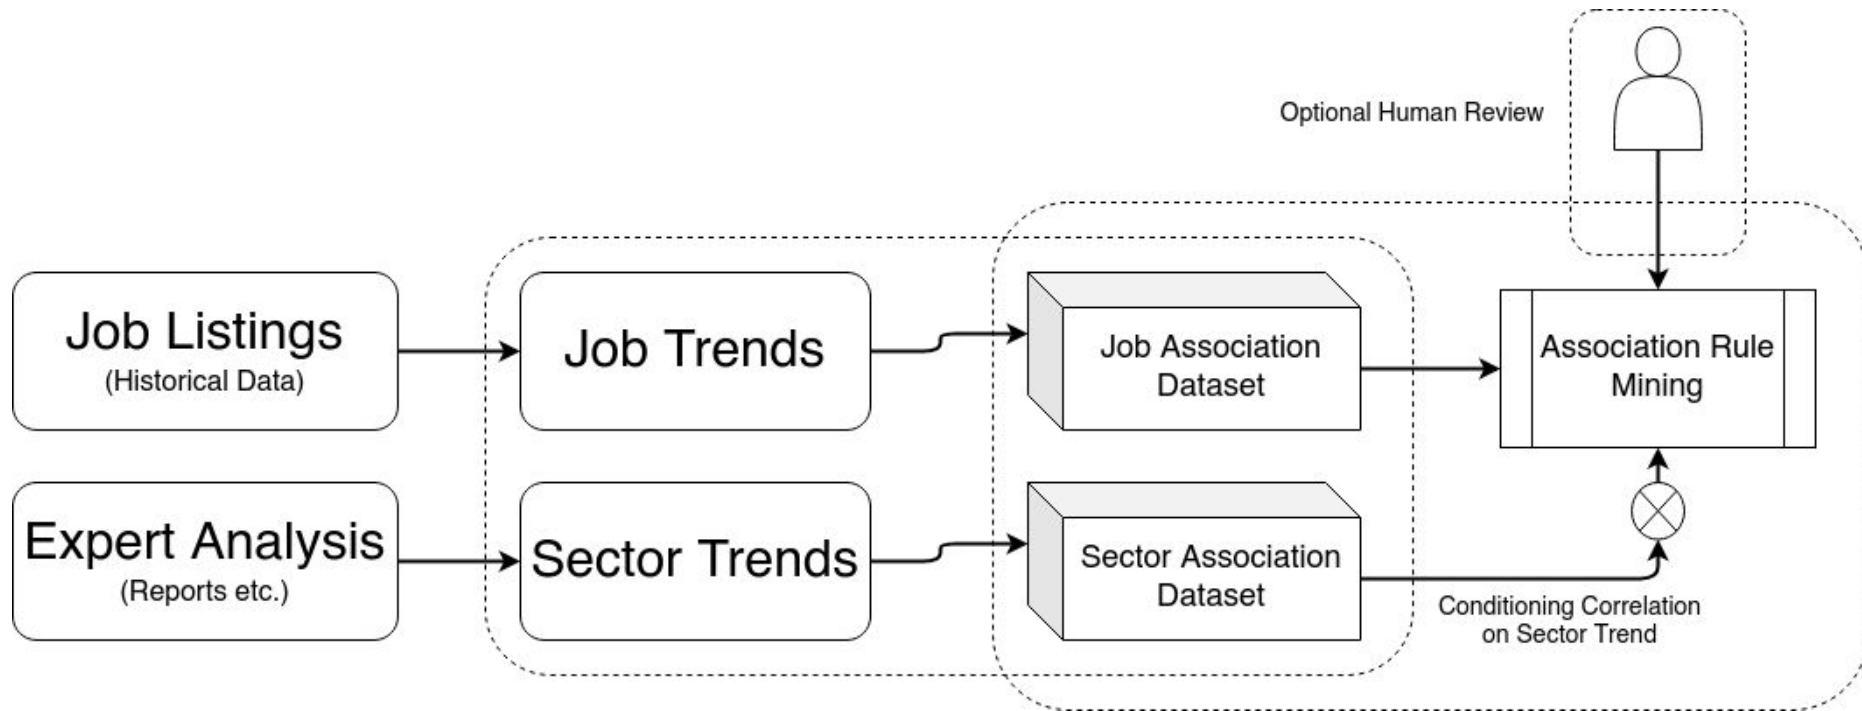 Optional Human Review
Job Listings
(Historical Data)
Job Trends
Job Association
Dataset
Association Rule
Mining
Expert Analysis
(Reports etc.)
Sector Trends
Sector Association
Dataset
Conditioning Correlation
on Sector Trend